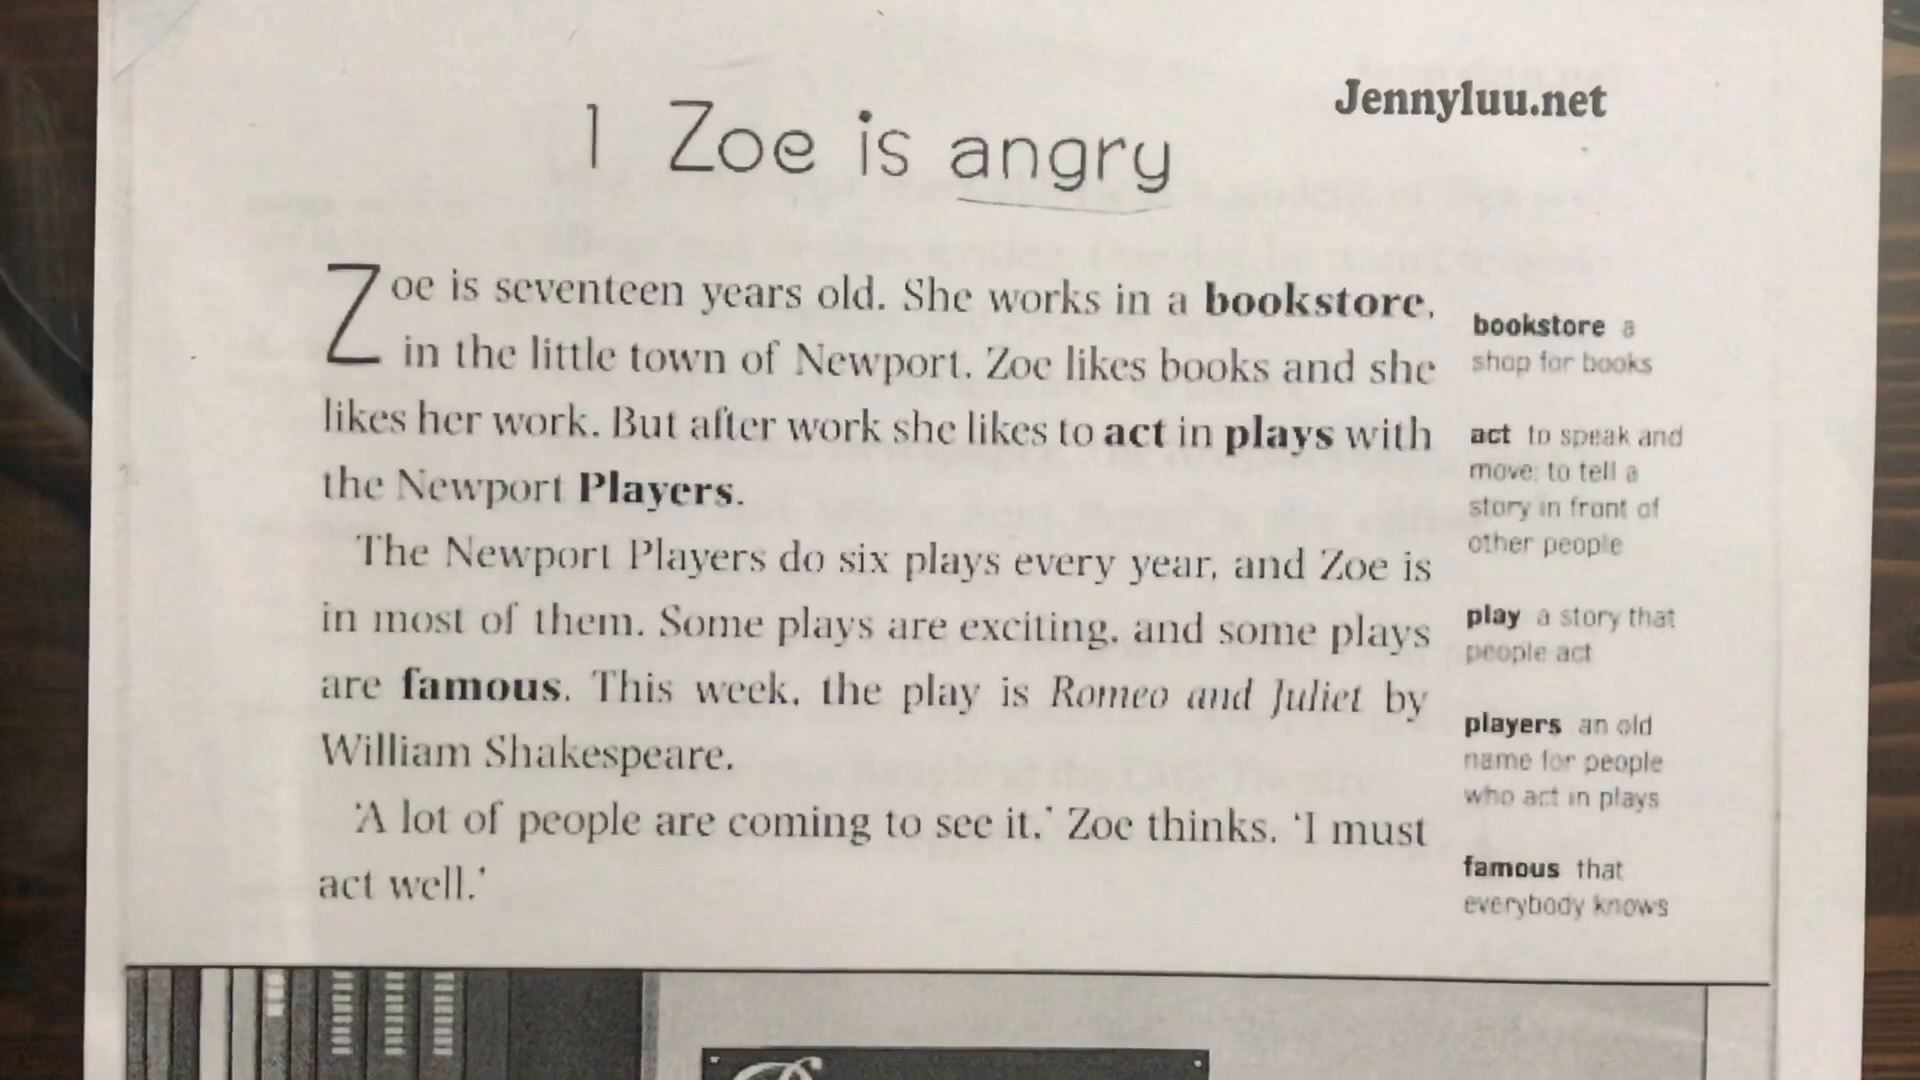 Jennyluu.net
1 Zoe is angry
Zoe is seventeen years old. She works in a bookstore,
in the little town of Newport. Zoe likes books and she
likes her work. But after work she likes to act in plays with
the Newport Players.
The Newport Players do six plays every year, and Zoe is
in most of them. Some plays are exciting, and some plays
are famous. This week, the play is Romeo and Juliet by
William Shakespeare.
'A lot of people are coming to see it,' Zoe thinks. 'I must
act well.'
bookstore a
shop for books
act to speak and
move; to tell a
story in front of
other people
play a story that
people act
players an old
name for people
who act in plays
famous that
everybody knows